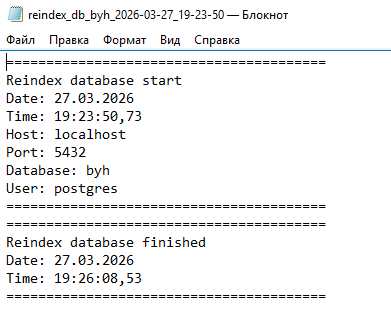 reindex_db_byh_2026-03-27_19-23-50 — Блокнот
Файл Правка Формат Вид Справка
========================================
Reindex database start
Date: 27.03.2026
Time: 19:23:50,73
Host: localhost
Port: 5432
Database: byh
User: postgres
========================================
========================================
Reindex database finished
Date: 27.03.2026
Time: 19:26:08,53
========================================